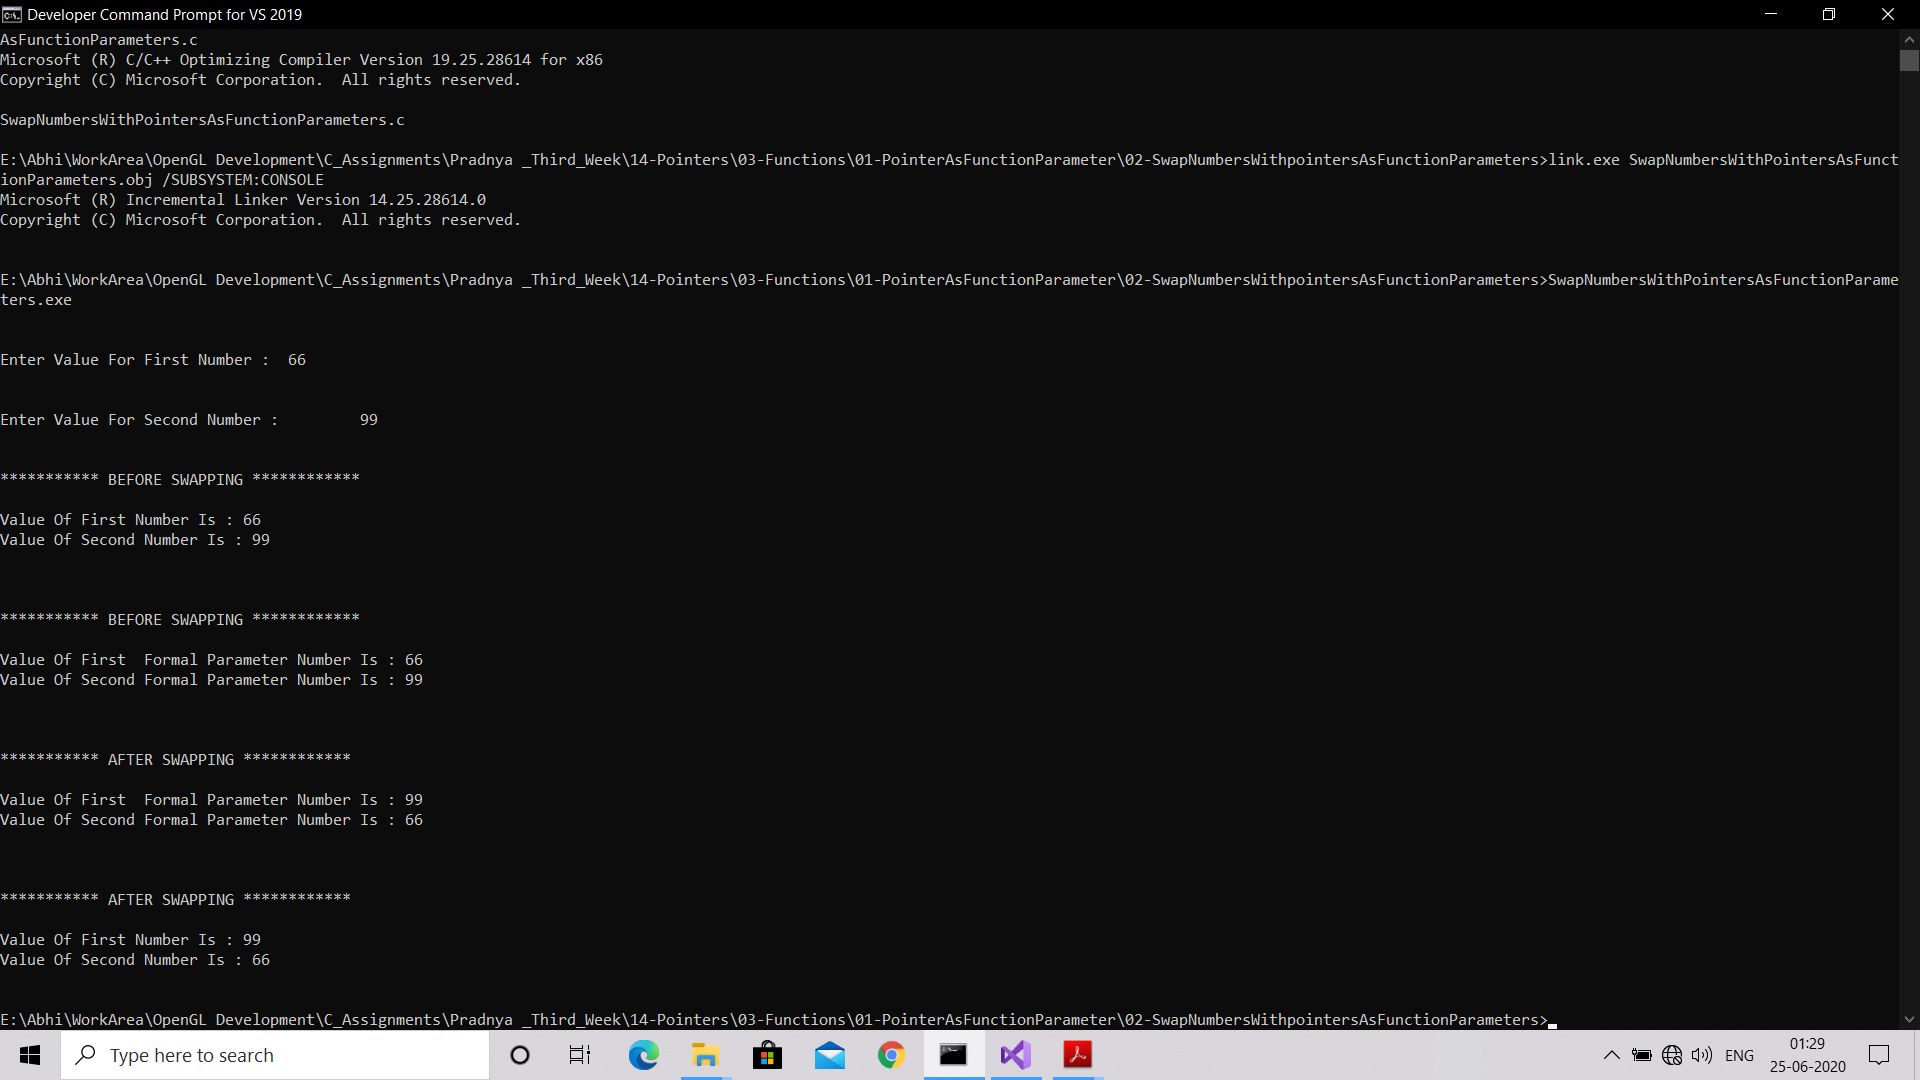 Developer Command Prompt for VS 2019
AsFunctionParameters.c
Microsoft (R) C/C++ Optimizing Compiler Version 19.25.28614 for x86
Copyright (C) Microsoft Corporation.  All rights reserved.
SwapNumbersWithPointersAsFunctionParameters.c
E:\Abhi\WorkArea\OpenGL Development\C_Assignments\Pradnya _Third_Week\14-Pointers\03-Functions\01-PointerAsFunctionParameter\02-SwapNumbersWithpointersAsFunctionParameters>link.exe SwapNumbersWithPointersAsFunct
ionParameters.obj /SUBSYSTEM:CONSOLE
Microsoft (R) Incremental Linker Version 14.25.28614.0
Copyright (C) Microsoft Corporation.  All rights reserved.
E:\Abhi\WorkArea\OpenGL Development\C_Assignments\Pradnya _Third_Week\14-Pointers\03-Functions\01-PointerAsFunctionParameter\02-SwapNumbersWithpointersAsFunctionParameters>SwapNumbersWithPointersAsFunctionParame
ters.exe
Enter Value For First Number :  66
Enter Value For Second Number :         99
*********** BEFORE SWAPPING ************
Value Of First Number Is : 66
Value Of Second Number Is : 99
*********** BEFORE SWAPPING ************
Value Of First  Formal Parameter Number Is : 66
Value Of Second Formal Parameter Number Is : 99
*********** AFTER SWAPPING ************
Value Of First  Formal Parameter Number Is : 99
Value Of Second Formal Parameter Number Is : 66
*********** AFTER SWAPPING ************
Value Of First Number Is : 99
Value Of Second Number Is : 66
E:\Abhi\WorkArea\OpenGL Development\C_Assignments\Pradnya _Third_Week\14-Pointers\03-Functions\01-PointerAsFunctionParameter\02-SwapNumbersWithpointersAsFunctionParameters>
Type here to search
ENG
01:29
25-06-2020